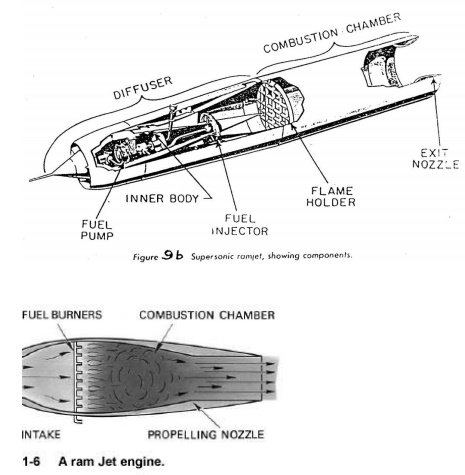 COMBUSTION CHAMBER
DIFFUSER
EXIT
NOZZLE
INNER BODY
FLAME
HOLDER
FUEL
PUMP
FUEL
INJECTOR
Figure 9b Supersonic ramjet, showing components.
FUEL BURNERS COMBUSTION CHAMBER
INTAKE PROPELLING NOZZLE
1-6 A ram Jet engine.